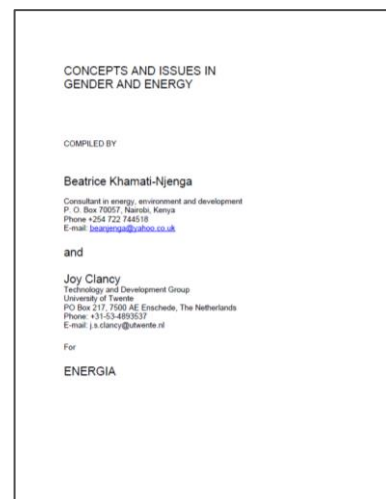 CONCEPTS AND ISSUES IN
GENDER AND ENERGY
COMPILED BY
Beatrice Khamati-Njenga
Consultant in energy, environment and development
P. O. Box 70057, Nairobi, Kenya
Phone +254 722 744518
E-mail: beanjenga@yahoo.co.uk
and
Joy Clancy
Technology and Development Group
University of Twente
PO Box 217, 7500 AE Enschede, The Netherlands
Phone: +31-53-4893537
E-mail: j.s.clancy@utwente.nl
For
ENERGIA